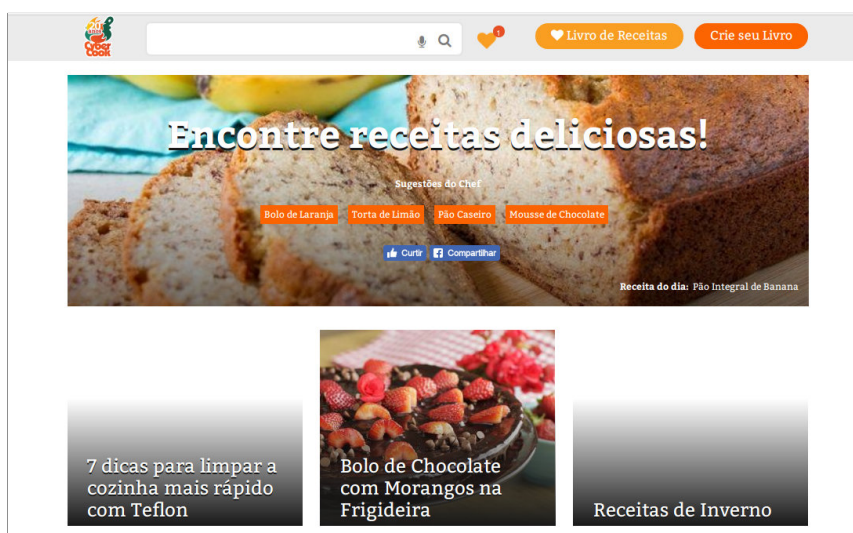 20
Cyber
Cook
1
Livro de Receitas
Crie seu Livro
Encontre receitas deliciosas!
Sugestões do Chef
Bolo de Laranja
Torta de Limão
Pão Caseiro
Mousse de Chocolate
Curtir
Compartilhar
Receita do dia: Pão Integral de Banana
7 dicas para limpar a
cozinha mais rápido
com Teflon
Bolo de Chocolate
com Morangos na
Frigideira
Receitas de Inverno